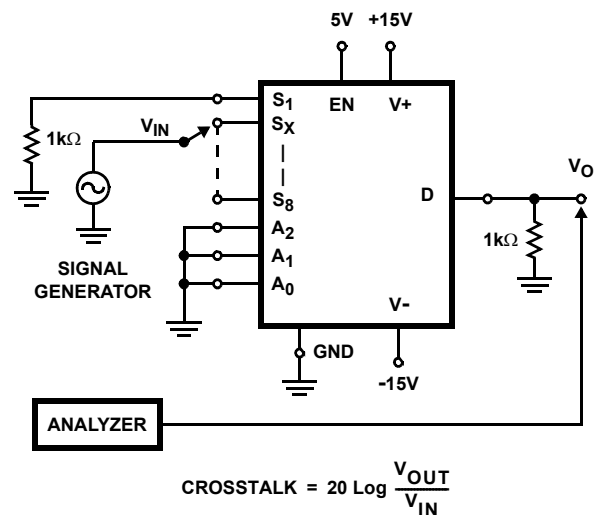 5V +15V
S1
EN V+
1kΩ
VIN
SX
VO
S8
D
A2
1kΩ
A1
SIGNAL
GENERATOR
A0
V-
GND
-15V
ANALYZER
CROSSTALK = 20 Log VOUT
VIN